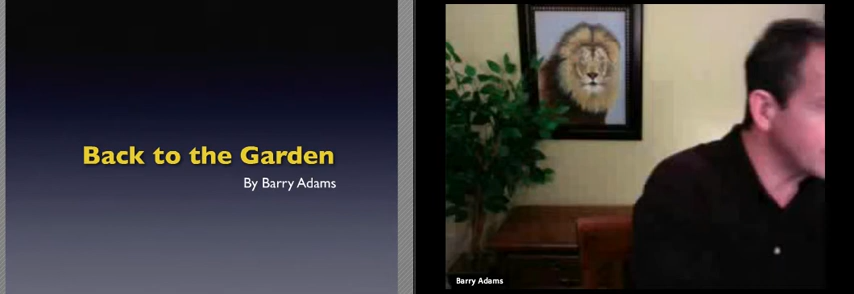 Back to the Garden
By Barry Adams
Barry Adams